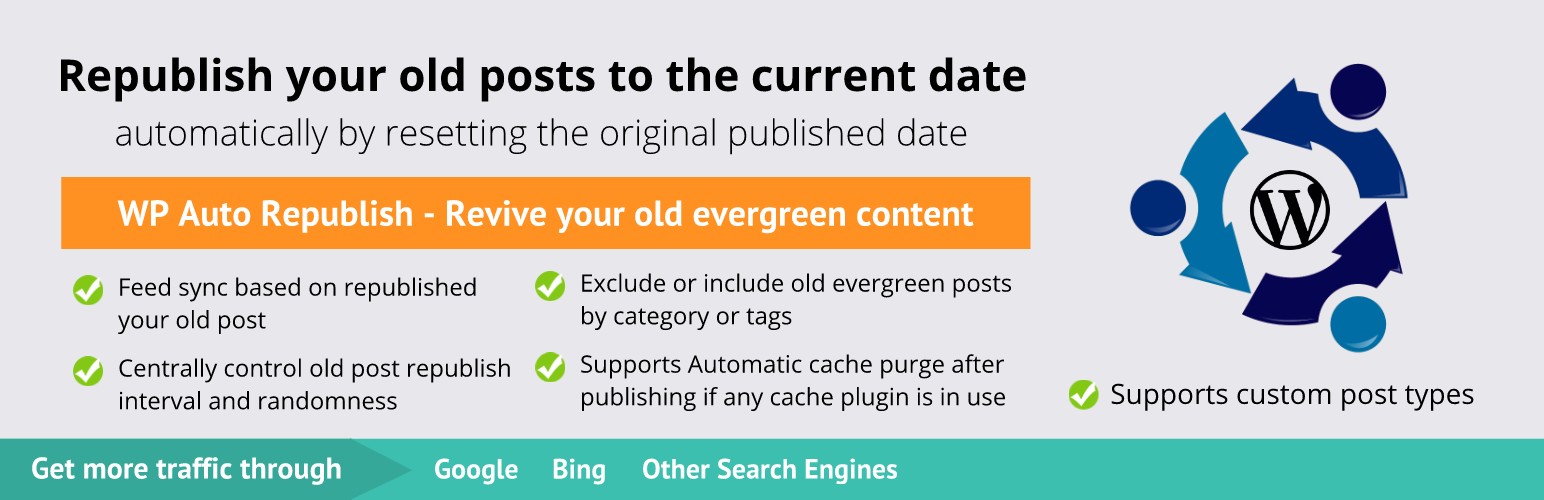 Republish your old posts to the current date
automatically by resetting the original published date
WP Auto Republish - Revive your old evergreen content
Feed sync based on republished
your old post
Exclude or include old evergreen posts
by category or tags
Centrally control old post republish
interval and randomness
Supports Automatic cache purge after
publishing if any cache plugin is in use
Supports custom post types
Get more traffic through
Google Bing Other Search Engines